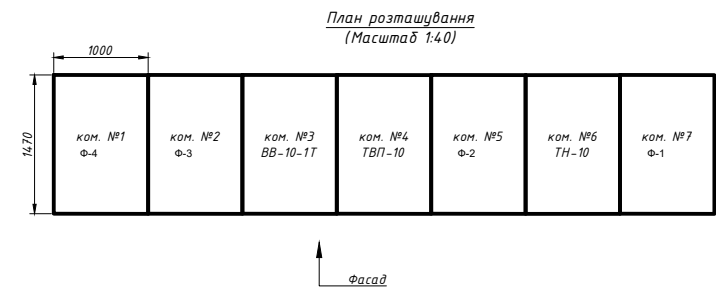 План розташування
(Масштаб 1:40)
1000
1470
ком. №1
Ф-4
ком. №2
Ф-3
ком. №3
ВВ-10-1Т
ком. №4
ТВП-10
ком. №5
Ф-2
ком. №6
ТН-10
ком. №7
Ф-1
Фасад